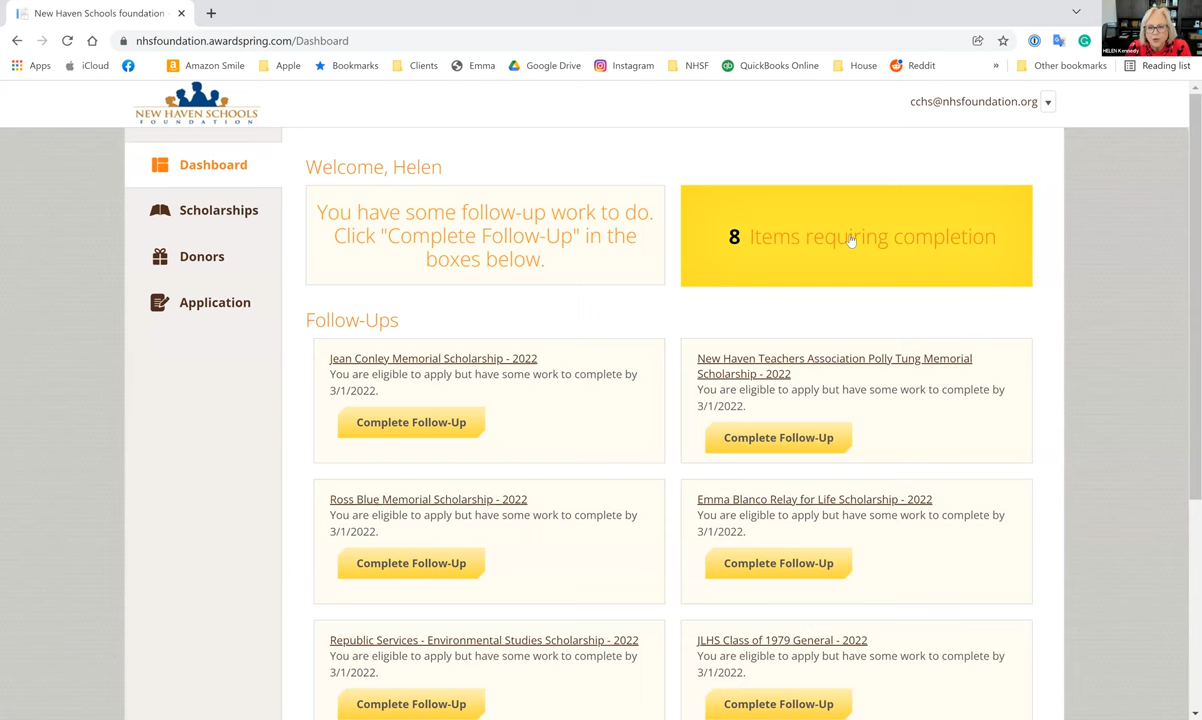 New Haven Schools foundation
nhsfoundation.awardspring.com/Dashboard
HELEN Kennedy
Apps
iCloud
Amazon Smile
Apple
Bookmarks
Clients
Emma
Google Drive
Instagram
NHSF
QuickBooks Online
House
Reddit
»
Other bookmarks
Reading list
NEW HAVEN SCHOOLS
FOUNDATION
cchs@nhsfoundation.org
Dashboard
Scholarships
Donors
Application
Welcome, Helen
You have some follow-up work to do.
Click "Complete Follow-Up" in the
boxes below.
8 Items requiring completion
Follow-Ups
Jean Conley Memorial Scholarship - 2022
You are eligible to apply but have some work to complete by
3/1/2022.
Complete Follow-Up
New Haven Teachers Association Polly Tung Memorial
Scholarship - 2022
You are eligible to apply but have some work to complete by
3/1/2022.
Complete Follow-Up
Ross Blue Memorial Scholarship - 2022
You are eligible to apply but have some work to complete by
3/1/2022.
Complete Follow-Up
Emma Blanco Relay for Life Scholarship - 2022
You are eligible to apply but have some work to complete by
3/1/2022.
Complete Follow-Up
Republic Services - Environmental Studies Scholarship - 2022
You are eligible to apply but have some work to complete by
3/1/2022.
Complete Follow-Up
JLHS Class of 1979 General - 2022
You are eligible to apply but have some work to complete by
3/1/2022.
Complete Follow-Up